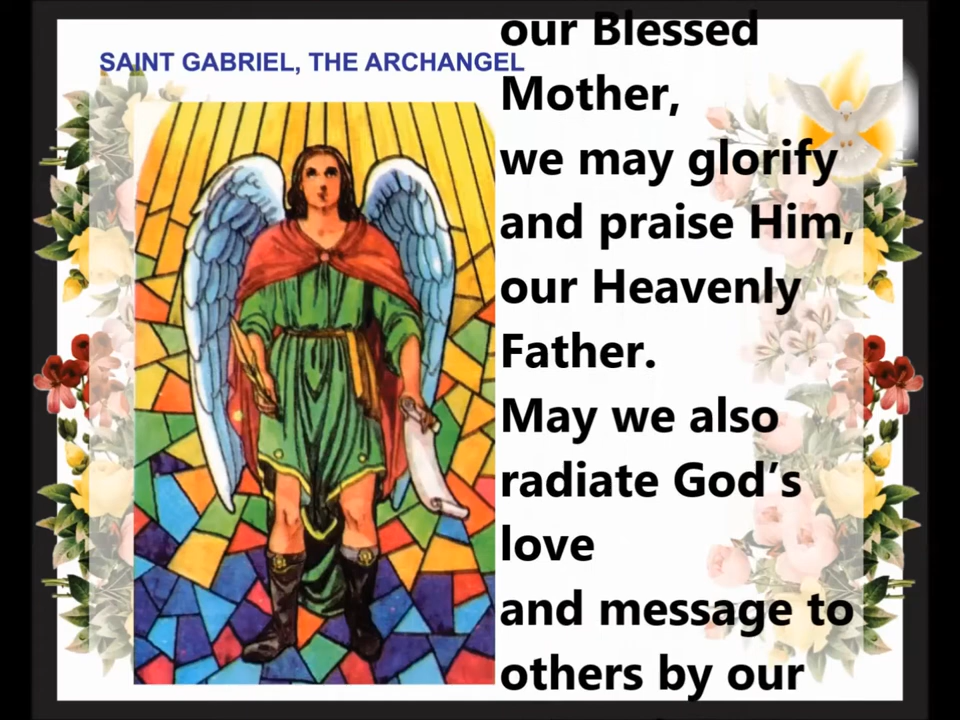 SAINT GABRIEL, THE ARCHANGEL
our Blessed
Mother,
we may glorify
and praise Him,
our Heavenly
Father.
May we also
radiate God’s
love
and message to
others by our